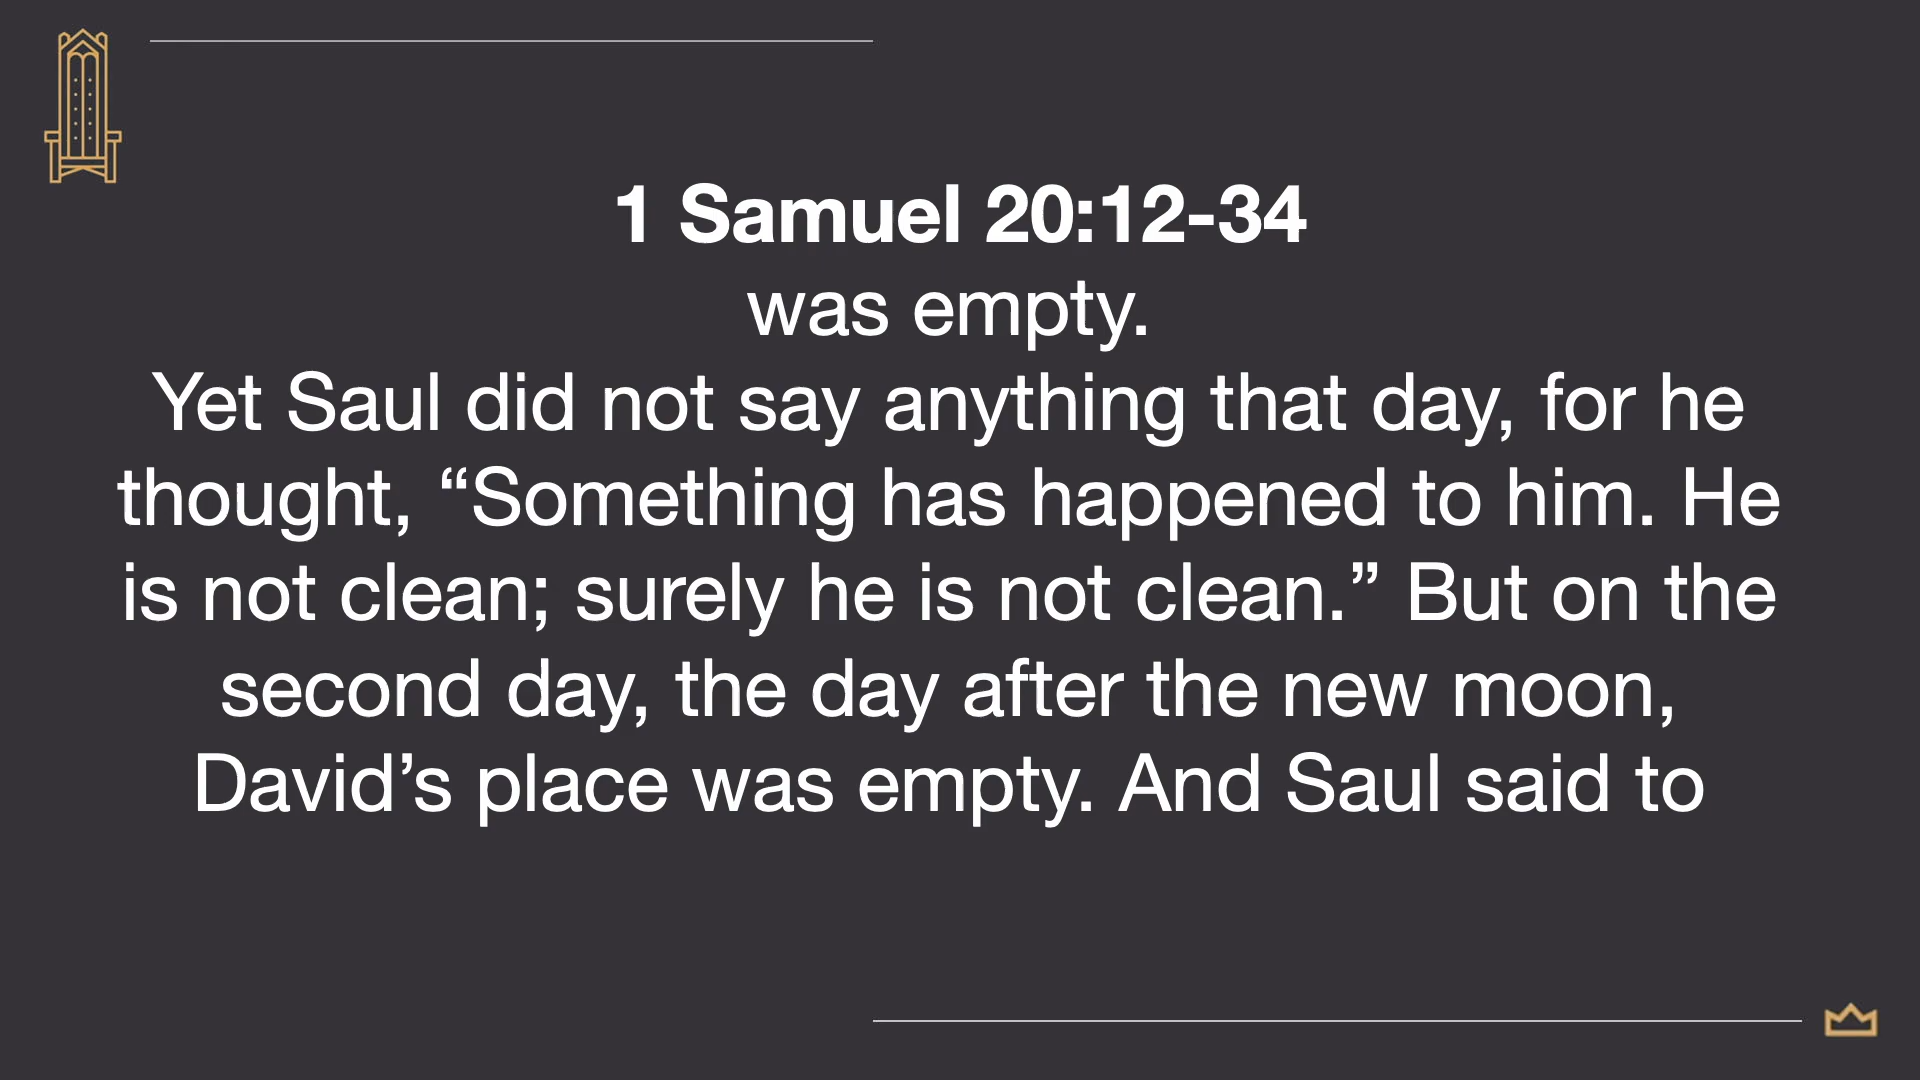 1 Samuel 20:12-34
was empty.
Yet Saul did not say anything that day, for he
thought, “Something has happened to him. He
is not clean; surely he is not clean.” But on the
second day, the day after the new moon,
David’s place was empty. And Saul said to